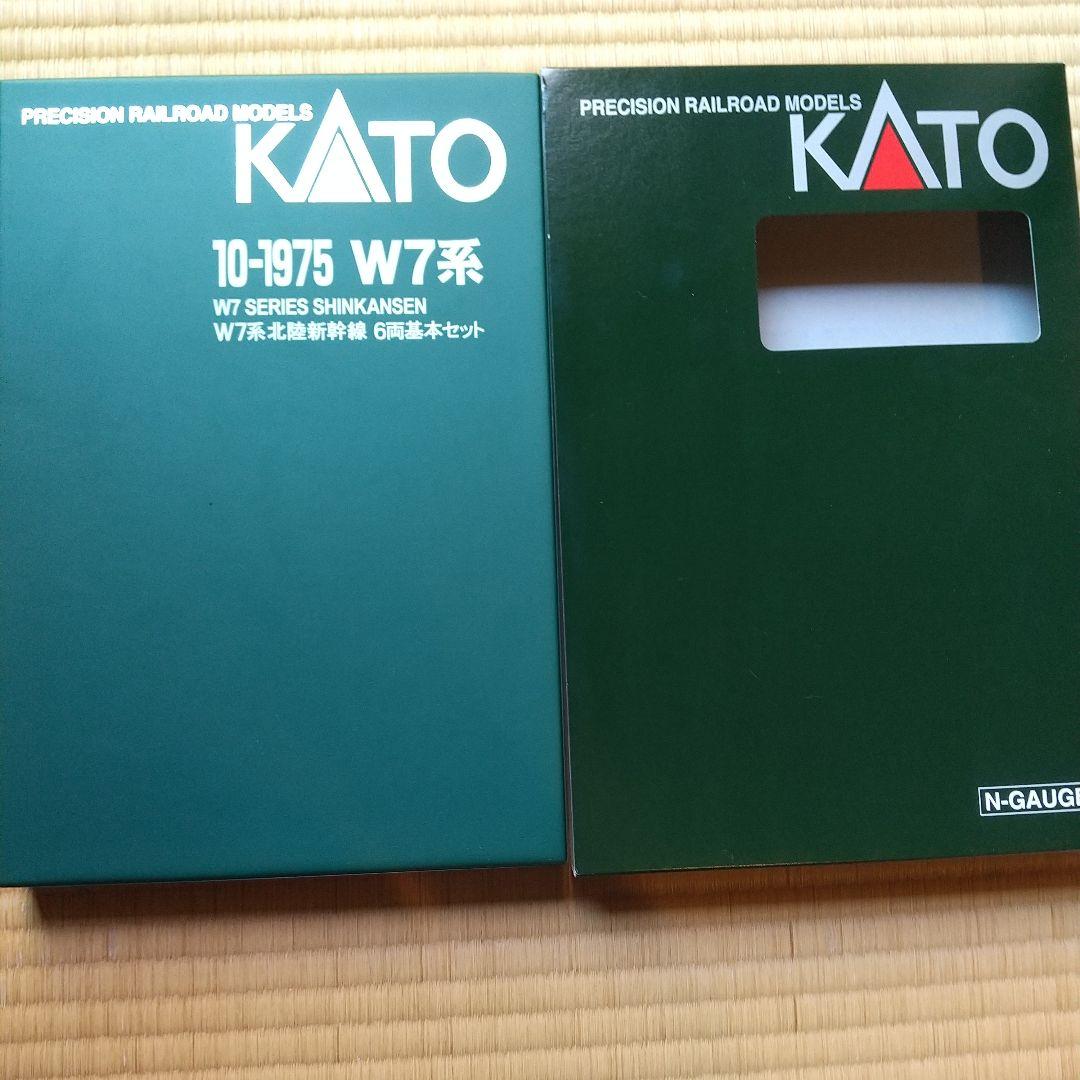 PRECISION RAILROAD MODELS
KATO
10-1975 W7系
W7 SERIES SHINKANSEN
W7系北陸新幹線 6両基本セット
PRECISION RAILROAD MODELS
KATO
N-GAUGE